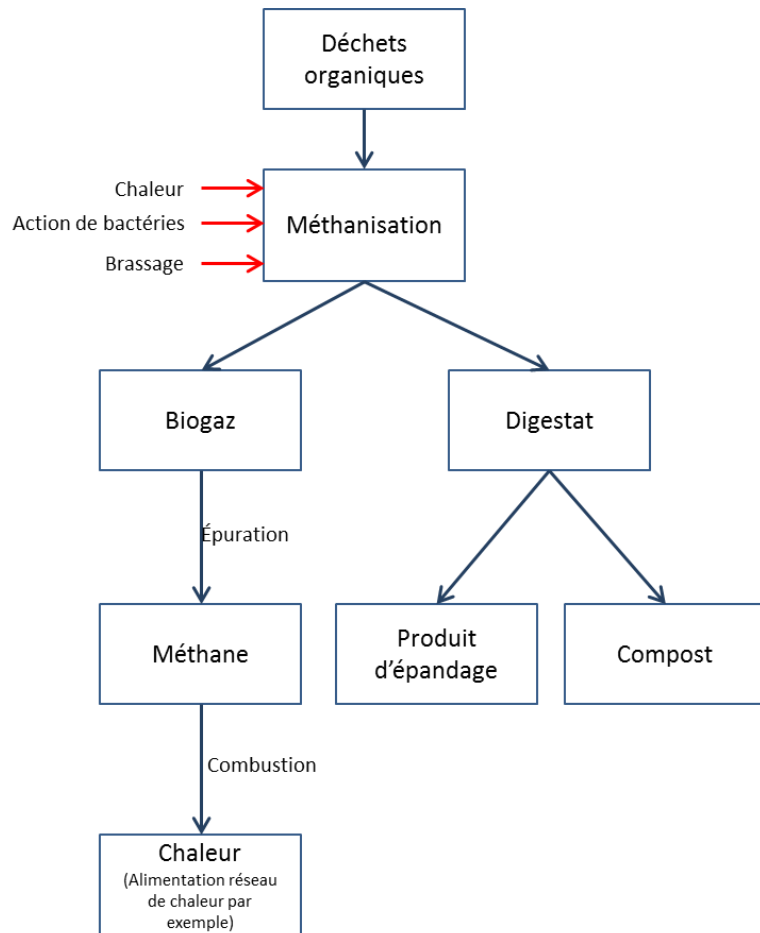 Déchets
organiques
Chaleur
Action de bactéries
Brassage
Méthanisation
Biogaz
Digestat
Épuration
Méthane
Produit
d’épandage
Compost
Combustion
Chaleur
(Alimentation réseau
de chaleur par
exemple)